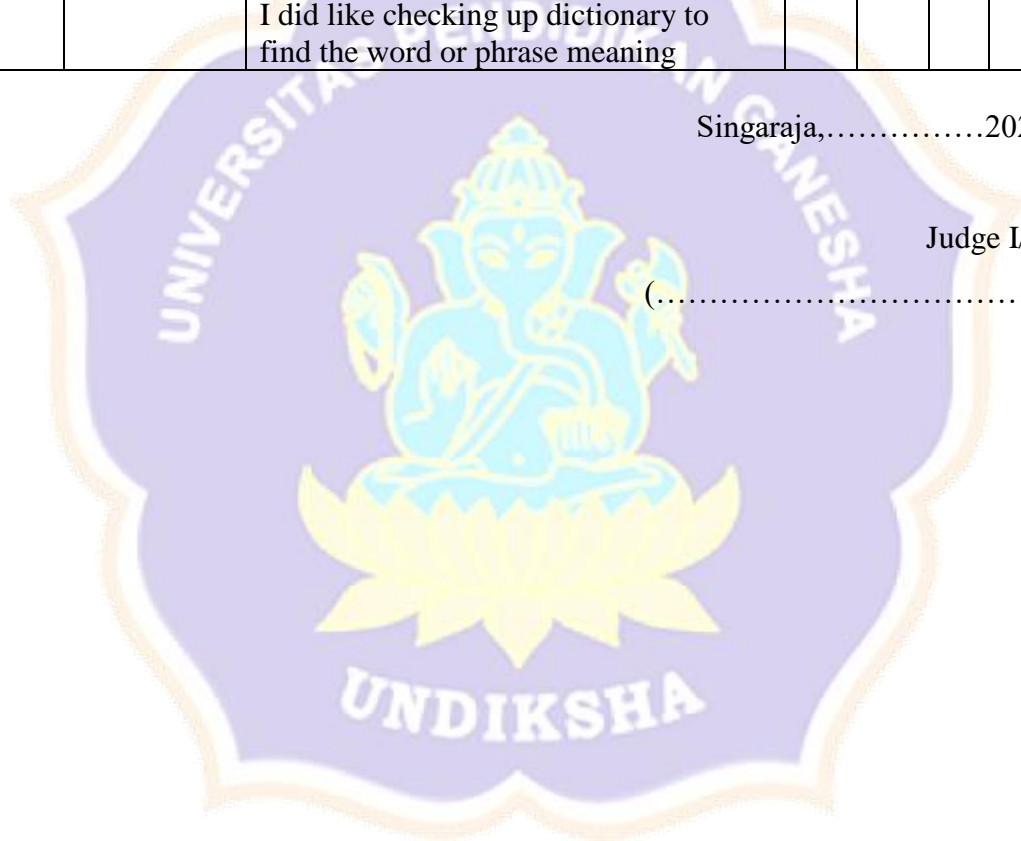 I did like checking up dictionary to
find the word or phrase meaning
Singaraja,……………202
Judge I/
(……………………………
UNIVERSITAS PENDIDIKAN GANESHA
UNDIKSHA